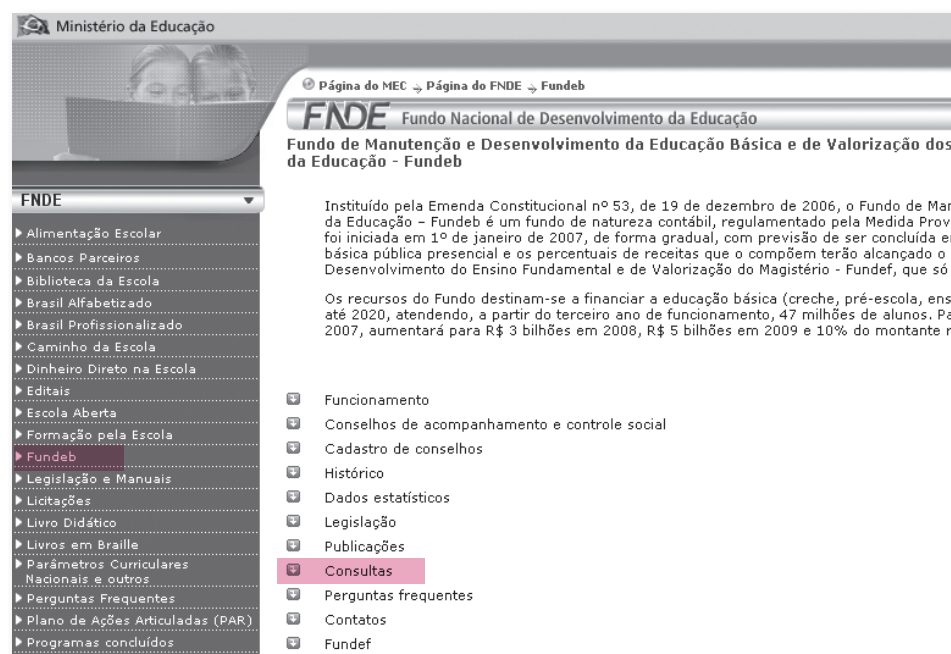 Ministério da Educação
Página do MEC Página do FNDE Fundeb
FNDE Fundo Nacional de Desenvolvimento da Educação
Fundo de Manutenção e Desenvolvimento da Educação Básica e de Valorização dos
da Educação - Fundeb
FNDE
Alimentação Escolar
Bancos Parceiros
Biblioteca da Escola
Brasil Alfabetizado
Brasil Profissionalizado
Caminho da Escola
Dinheiro Direto na Escola
Editais
Escola Aberta
Formação pela Escola
Fundeb
Legislação e Manuais
Licitações
Livro Didático
Livros em Braille
Parâmetros Curriculares
Nacionais e outros
Perguntas Frequentes
Plano de Ações Articuladas (PAR)
Programas concluídos
Instituído pela Emenda Constitucional nº 53, de 19 de dezembro de 2006, o Fundo de
da Educação – Fundeb é um fundo de natureza contábil, regulamentado pela Medida
foi iniciada em 1º de janeiro de 2007, de forma gradual, com previsão de ser concluída
básica pública presencial e os percentuais de receitas que o compõem terão alcançado o
Desenvolvimento do Ensino Fundamental e de Valorização do Magistério - Fundef, que só
Os recursos do Fundo destinam-se a financiar a educação básica (creche, pré-escola,
até 2020, atendendo, a partir do terceiro ano de funcionamento, 47 milhões de alunos.
2007, aumentará para R$ 3 bilhões em 2008, R$ 5 bilhões em 2009 e 10% do montante
Funcionamento
Conselhos de acompanhamento e controle social
Cadastro de conselhos
Histórico
Dados estatísticos
Legislação
Publicações
Consultas
Perguntas frequentes
Contatos
Fundef